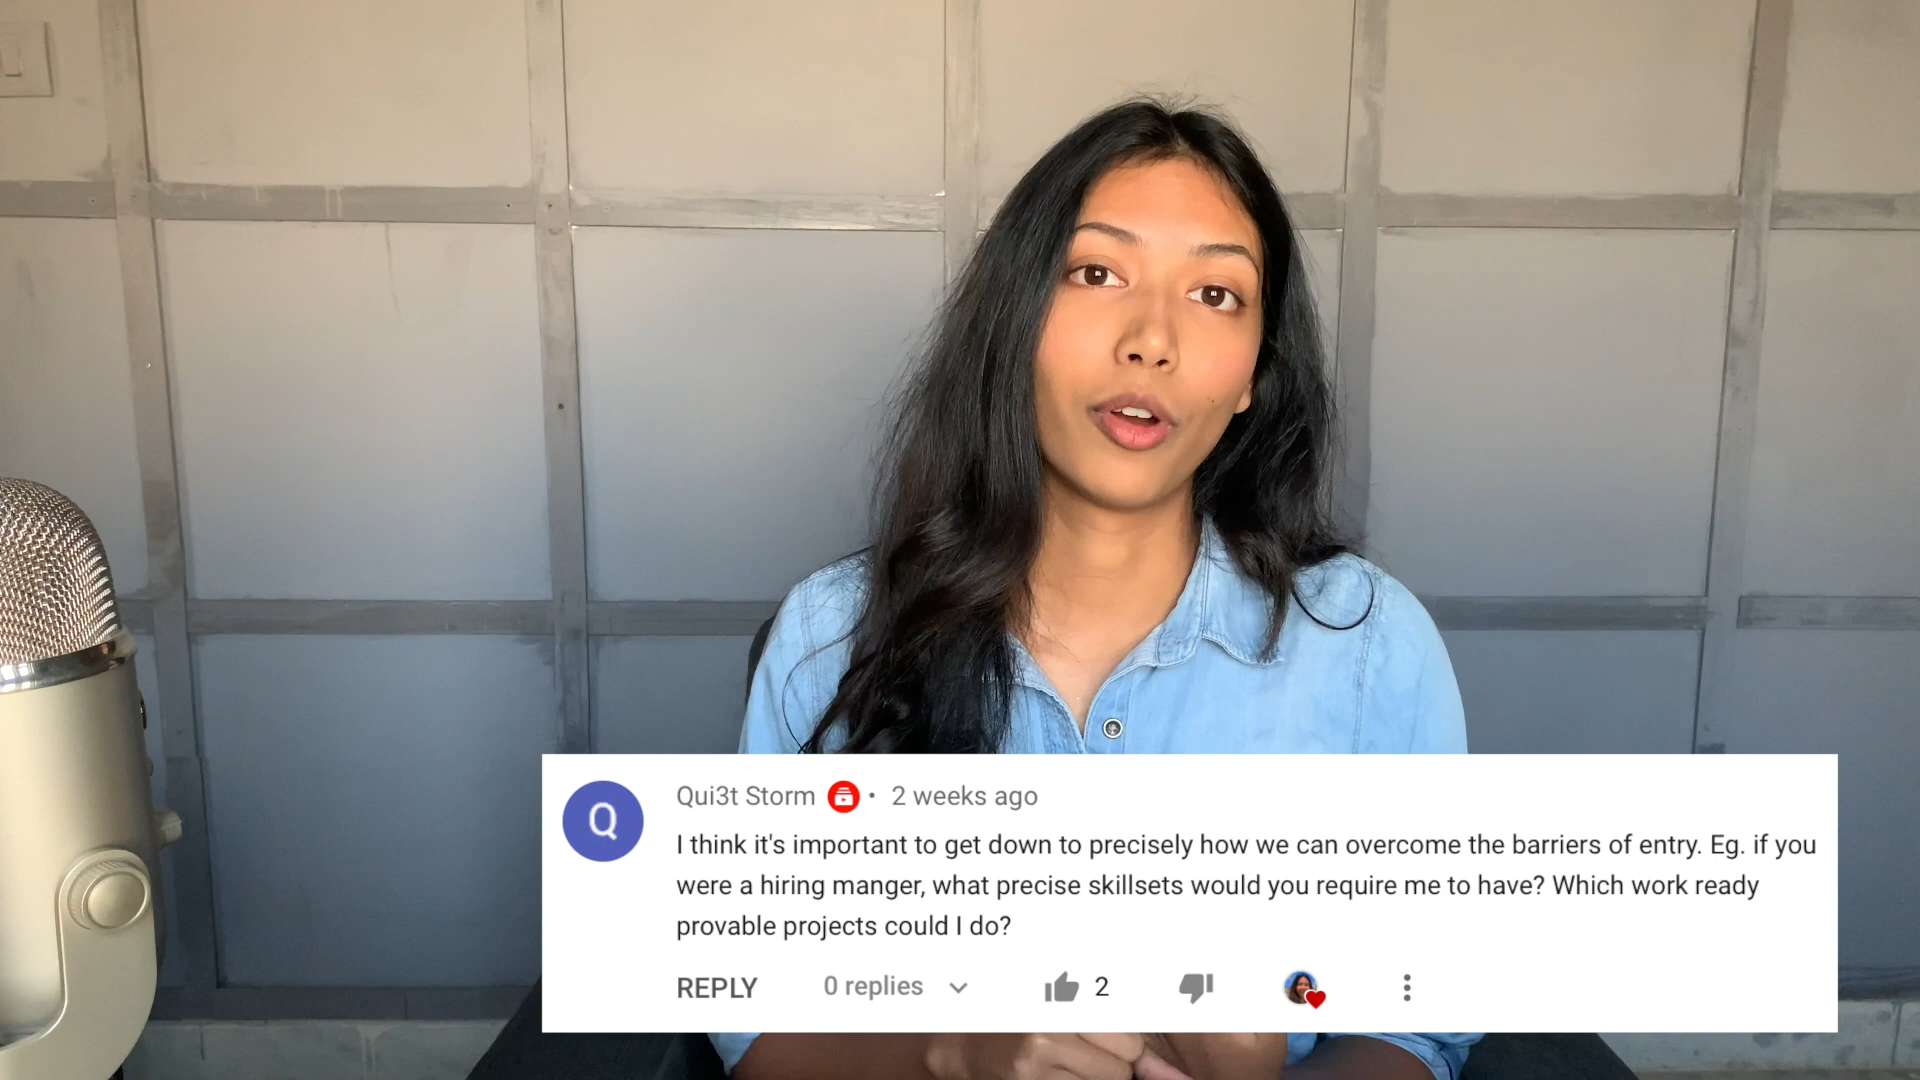 Q
Qui3t Storm • 2 weeks ago
I think it's important to get down to precisely how we can overcome the barriers of entry. Eg. if you
were a hiring manger, what precise skillsets would you require me to have? Which work ready
provable projects could I do?
REPLY 0 replies 2